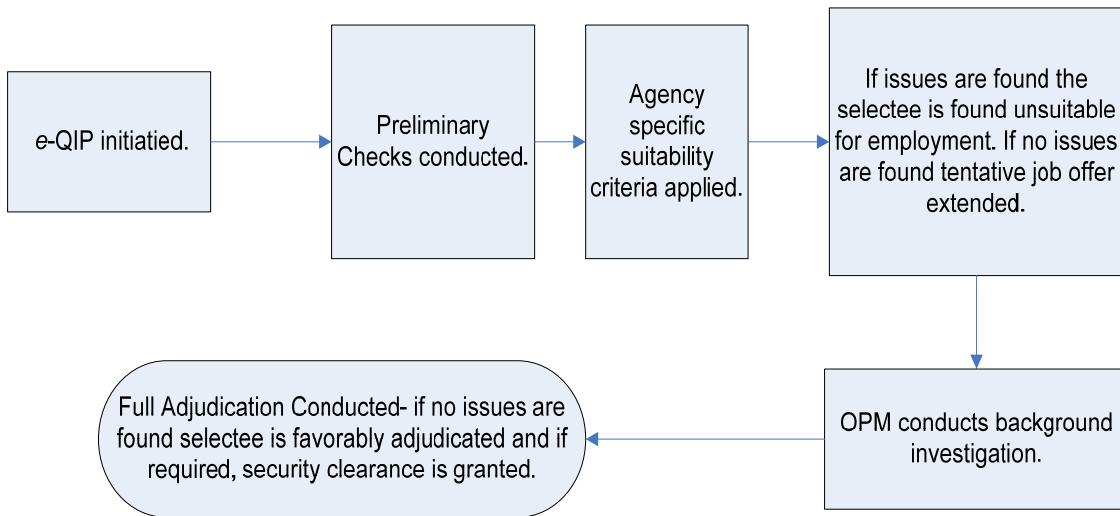 e-QIP initiatied.
Preliminary
Checks conducted.
Agency
specific
suitability
criteria applied.
If issues are found the
selectee is found unsuitable
for employment. If no issues
are found tentative job offer
extended.
OPM conducts background
investigation.
Full Adjudication Conducted- if no issues are
found selectee is favorably adjudicated and if
required, security clearance is granted.